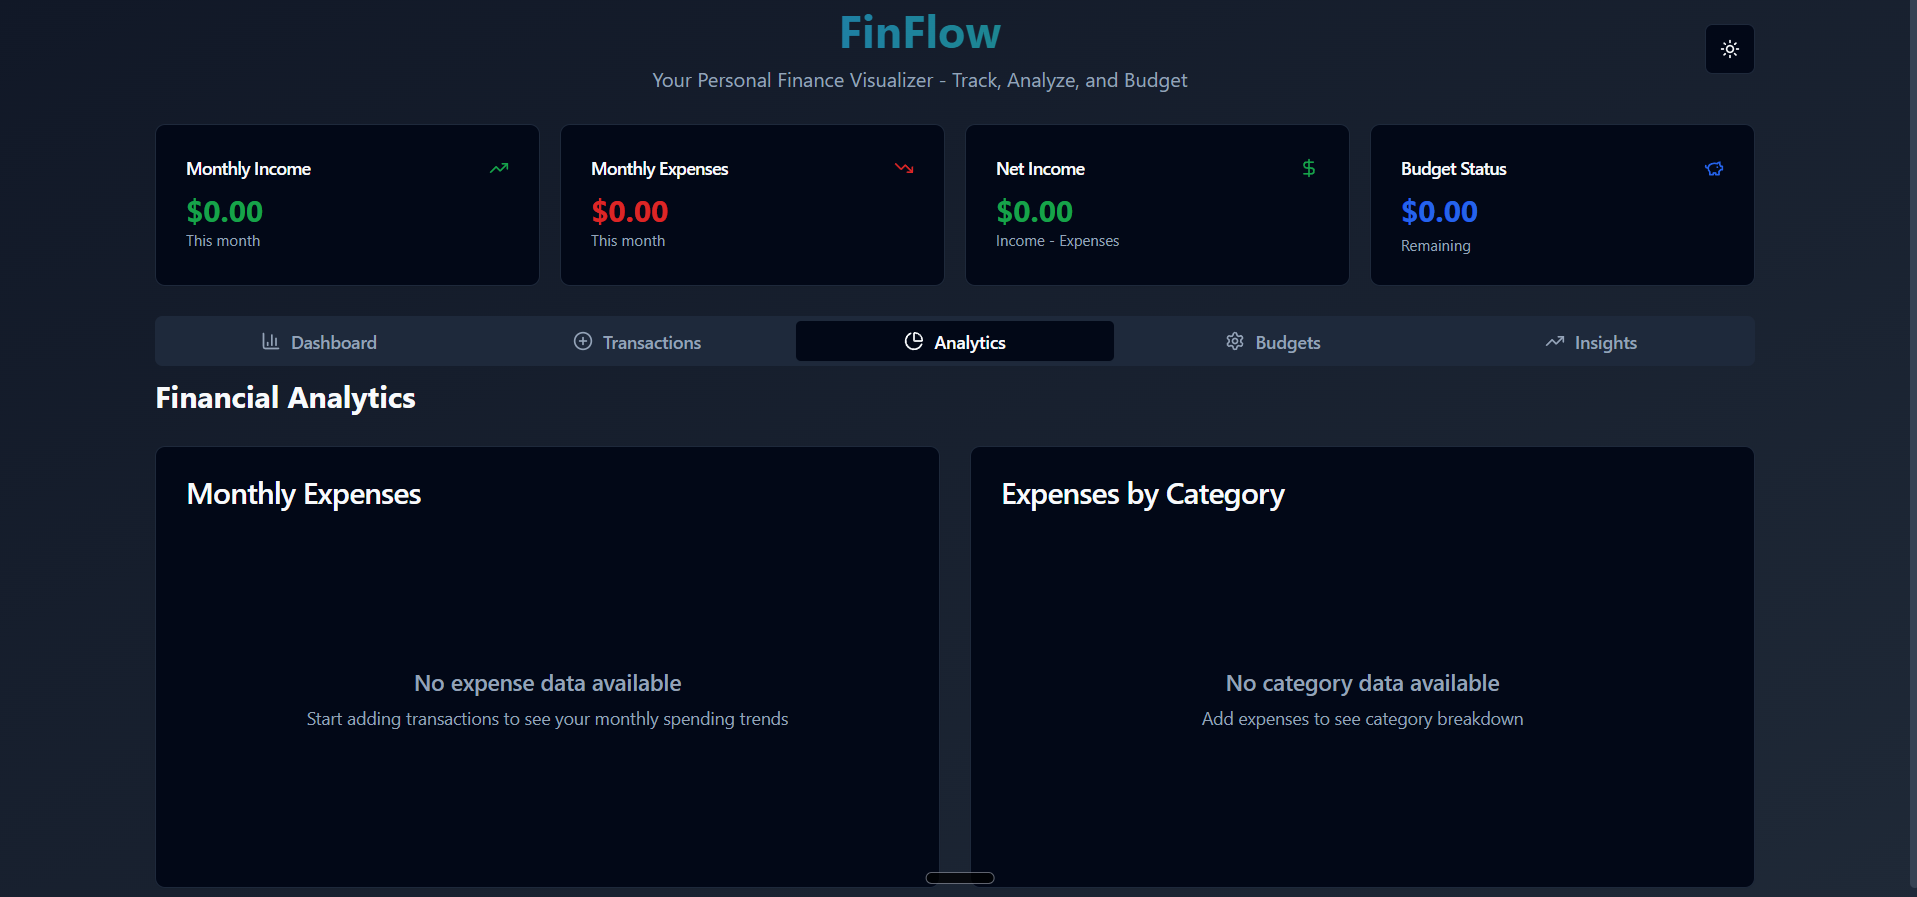 FinFlow
Your Personal Finance Visualizer - Track, Analyze, and Budget
Monthly Income
$0.00
This month
Monthly Expenses
$0.00
This month
Net Income
$0.00
Income - Expenses
Budget Status
$0.00
Remaining
Dashboard
Transactions
Analytics
Budgets
Insights
Financial Analytics
Monthly Expenses
No expense data available
Start adding transactions to see your monthly spending trends
Expenses by Category
No category data available
Add expenses to see category breakdown